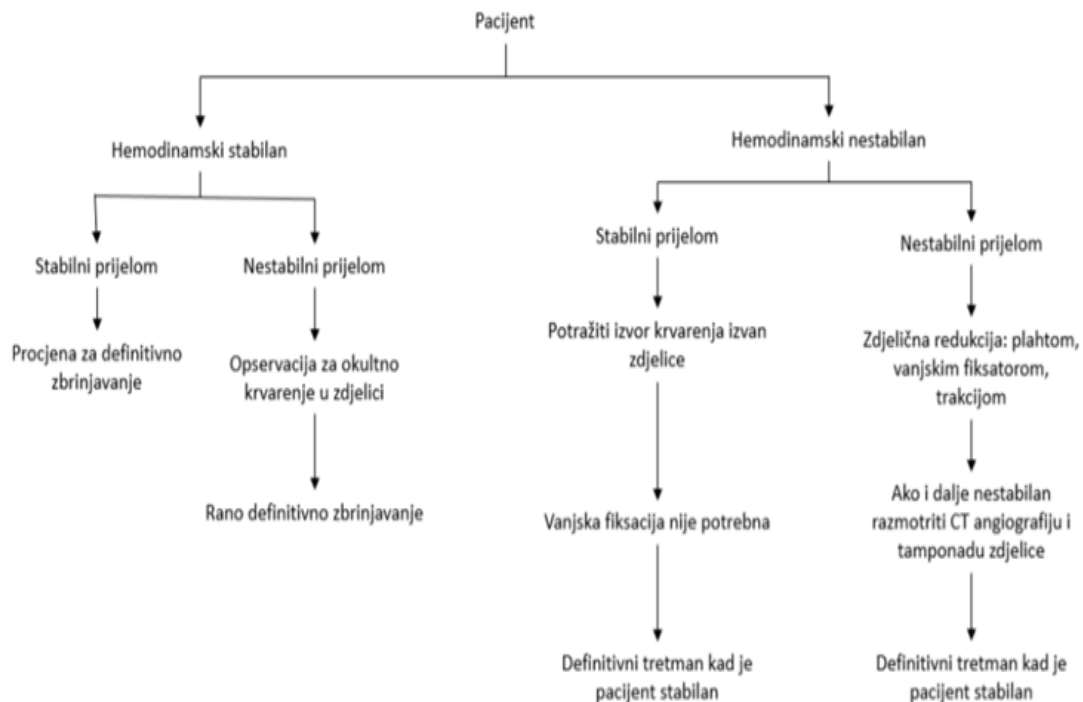 Pacijent
Hemodinamski stabilan
Hemodinamski nestabilan
Stabilni prijelom
Nestabilni prijelom
Stabilni prijelom
Nestabilni prijelom
Procjena za definitivno
zbrinjavanje
Opservacija za okultno
krvarenje u zdjelici
Rano definitivno zbrinjavanje
Potražiti izvor krvarenja izvan
zdjelice
Vanjska fiksacija nije potrebna
Definitivni tretman kad je
pacijent stabilan
Zdjelična redukcija: plahtom,
vanjskim fiksatorom,
trakcijom
Ako i dalje nestabilan
razmotriti CT angiografiju i
tamponadu zdjelice
Definitivni tretman kad je
pacijent stabilan